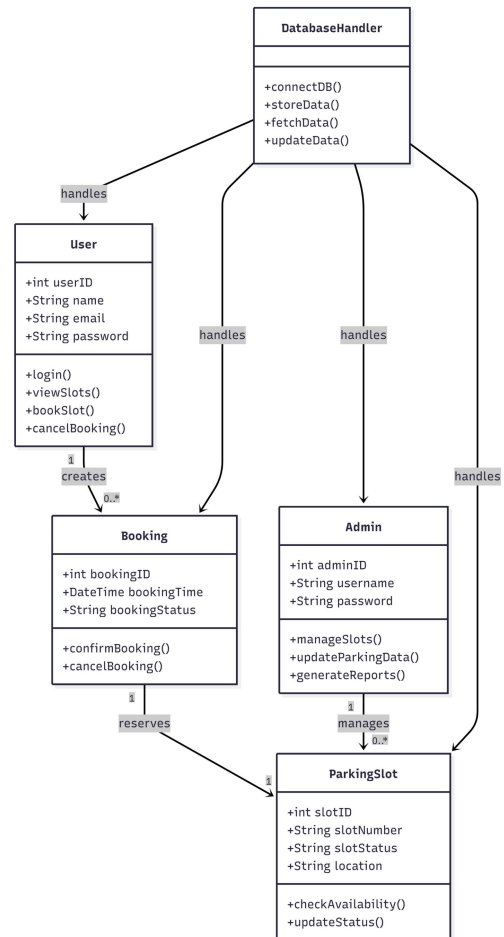 DatabaseHandler
+connectDB()
+storeData()
+fetchData()
+updateData()
handles
User
+int userID
+String name
+String email
+String password
+login()
+viewSlots()
+bookSlot()
+cancelBooking()
handles
handles
handles
1
creates
0..*
Booking
+int bookingID
+DateTime bookingTime
+String bookingStatus
+confirmBooking()
+cancelBooking()
Admin
+int adminID
+String username
+String password
+manageSlots()
+updateParkingData()
+generateReports()
1
reserves
1
1
manages
0..*
ParkingSlot
+int slotID
+String slotNumber
+String slotStatus
+String location
+checkAvailability()
+updateStatus()